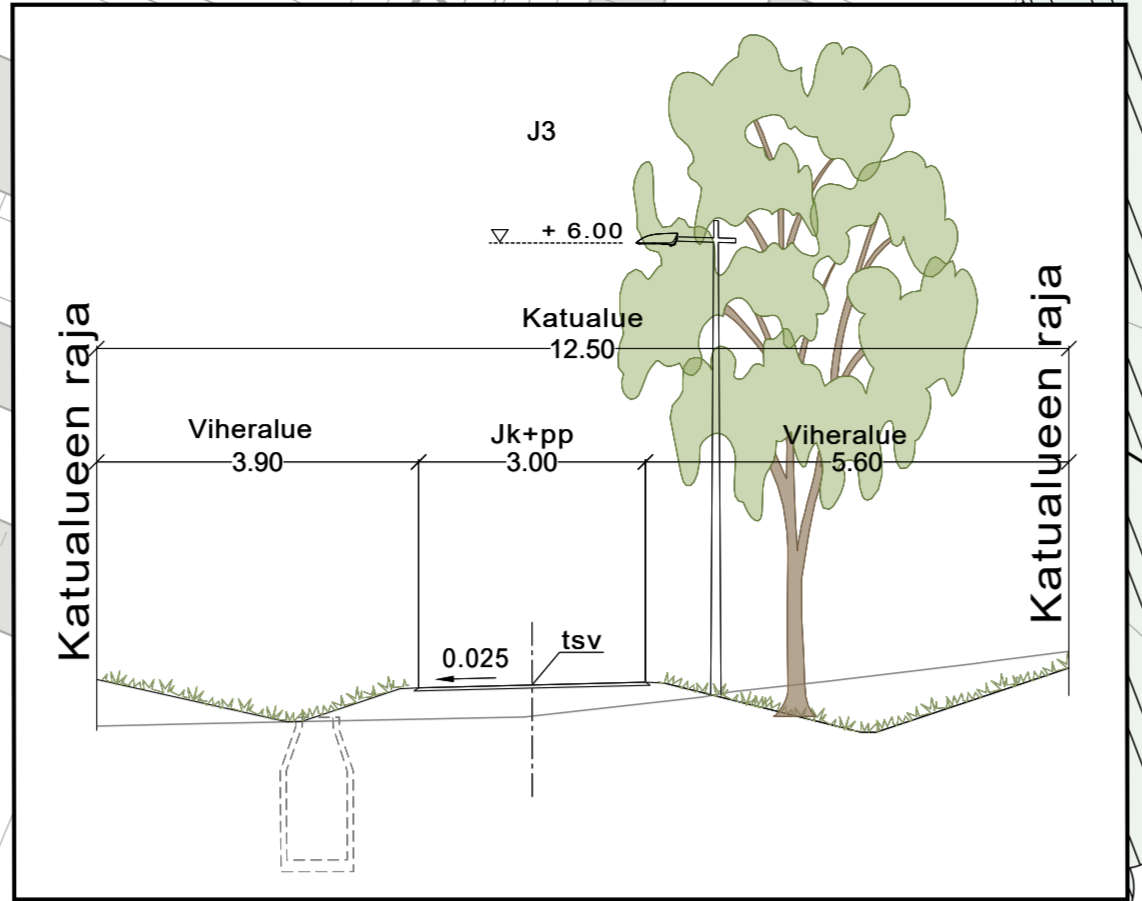 J3
+ 6.00
Katualueen raja
Katualue
12.50
Katualueen raja
Viheralue
3.90
Jk+pp
3.00
Viheralue
5.60
0.025
tsv